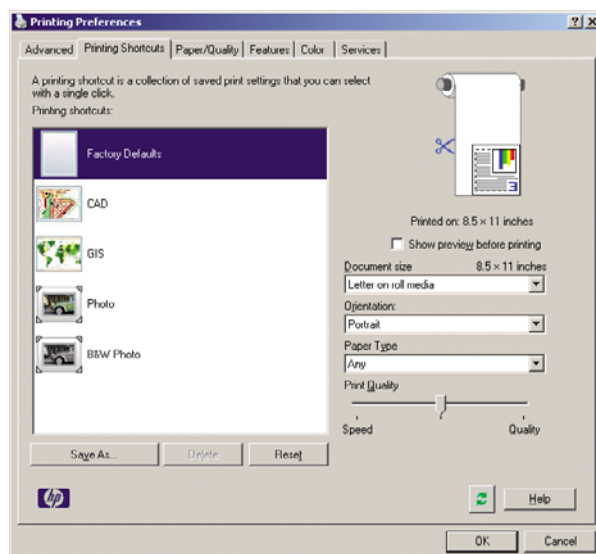 Printing Preferences
Advanced
Printing Shortcuts
Paper/Quality
Features
Color
Services
A printing shortcut is a collection of saved print settings that you can select
with a single click.
Printing shortcuts:
Factory Defaults
CAD
GIS
Photo
B&W Photo
Save As...
Delete
Reset
3
Printed on: 8.5 × 11 inches
Show preview before printing
Document size
8.5 × 11 inches
Letter on roll media
Orientation:
Portrait
Paper Type
Any
Print Quality
Speed
Quality
hp
Help
OK
Cancel